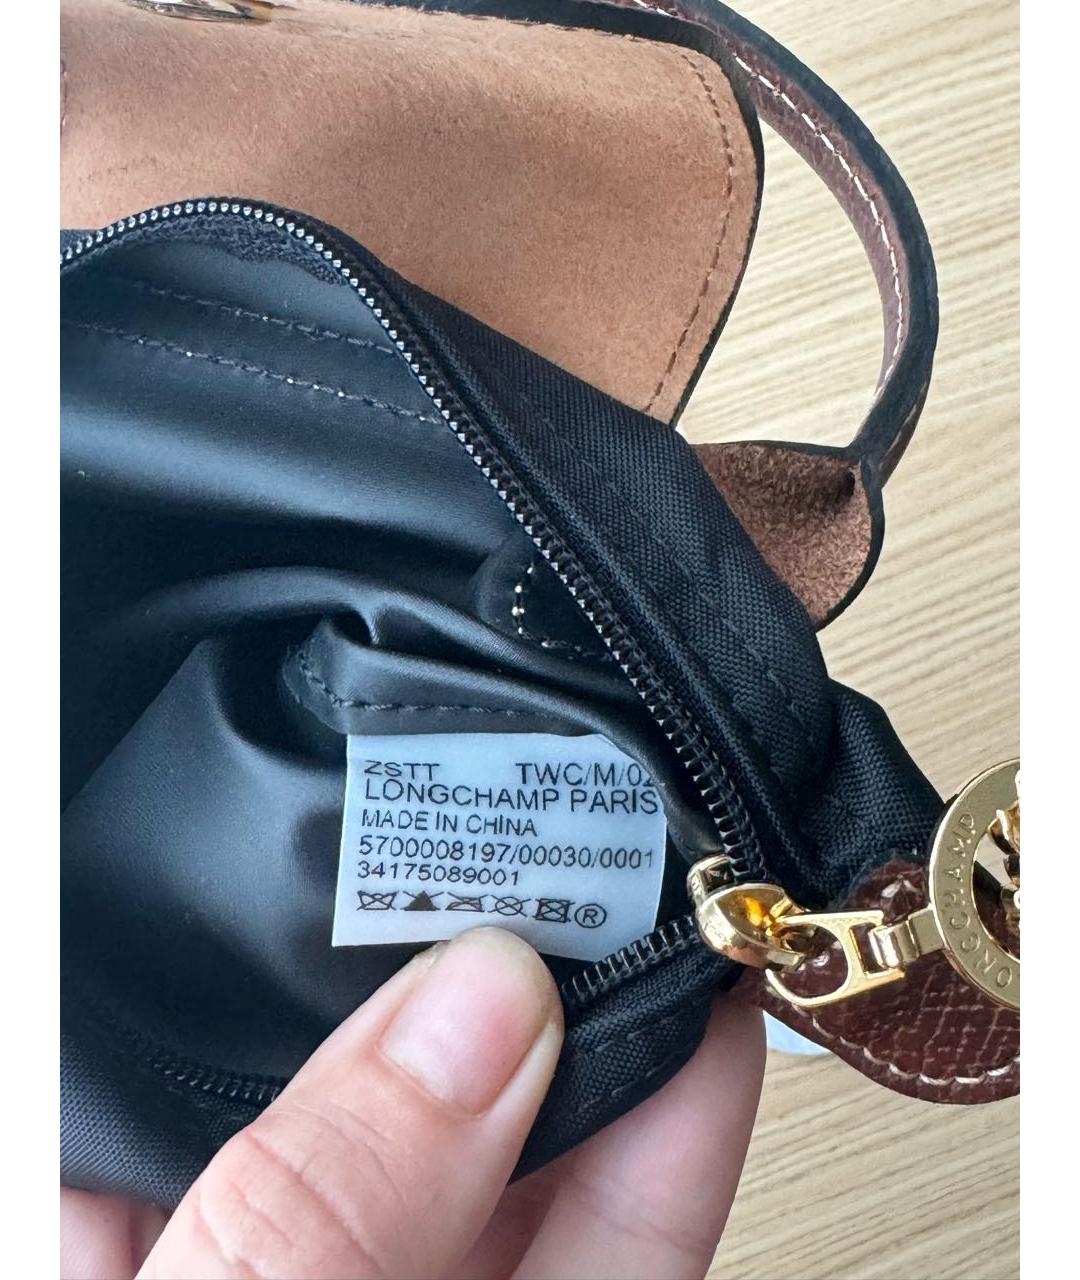 ZSTT TWC/M/02
LONGCHAMP PARIS
MADE IN CHINA
5700008197/00030/0001
34175089001
®
LONGCHAMP